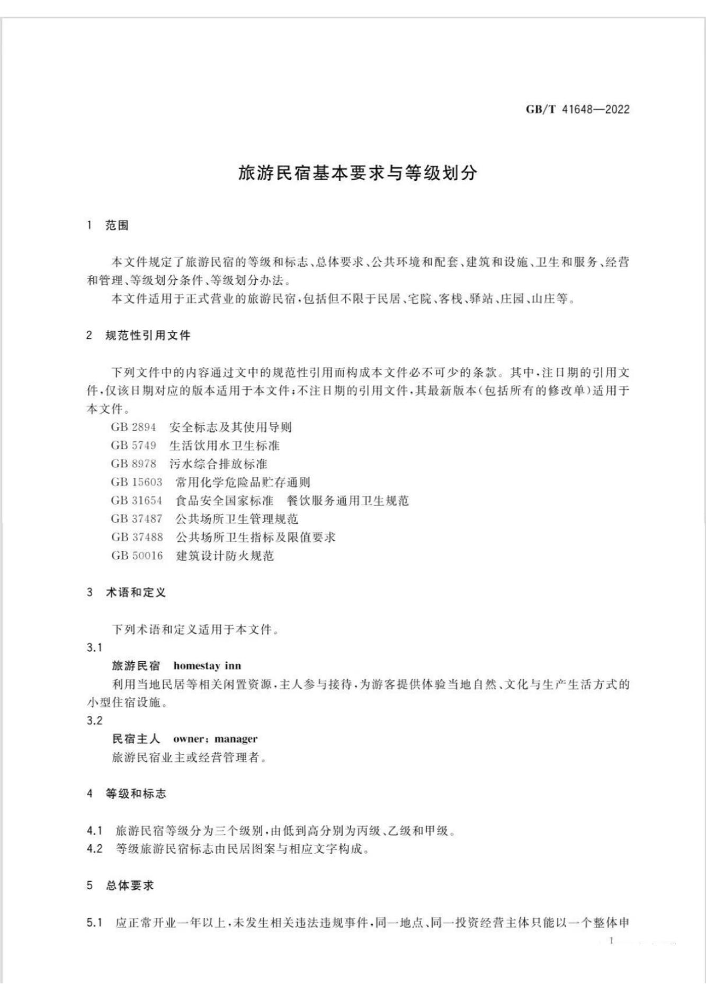 GB/T 41648—2022
旅游民宿基本要求与等级划分
1 范围
本文件规定了旅游民宿的等级和标志、总体要求、公共环境和配套、建筑和设施、卫生和服务、经营
和管理、等级划分条件、等级划分办法。
本文件适用于正式营业的旅游民宿,包括但不限于民居、宅院、客栈、驿站、庄园、山庄等。
2 规范性引用文件
下列文件中的内容通过文中的规范性引用而构成本文件必不可少的条款。其中,注日期的引用文
件,仅该日期对应的版本适用于本文件;不注日期的引用文件,其最新版本(包括所有的修改单)适用于
本文件。
GB 2894 安全标志及其使用导则
GB 5749 生活饮用水卫生标准
GB 8978 污水综合排放标准
GB 15603 常用化学危险品贮存通则
GB 31654 食品安全国家标准 餐饮服务通用卫生规范
GB 37487 公共场所卫生管理规范
GB 37488 公共场所卫生指标及限值要求
GB 50016 建筑设计防火规范
3 术语和定义
下列术语和定义适用于本文件。
3.1
旅游民宿 homestay inn
利用当地民居等相关闲置资源,主人参与接待,为游客提供体验当地自然、文化与生产生活方式的
小型住宿设施。
3.2
民宿主人 owner; manager
旅游民宿业主或经营管理者。
4 等级和标志
4.1 旅游民宿等级分为三个级别,由低到高分别为丙级、乙级和甲级。
4.2 等级旅游民宿标志由民居图案与相应文字构成。
5 总体要求
5.1 应正常开业一年以上,未发生相关违法违规事件,同一地点、同一投资经营主体只能以一个整体申
1